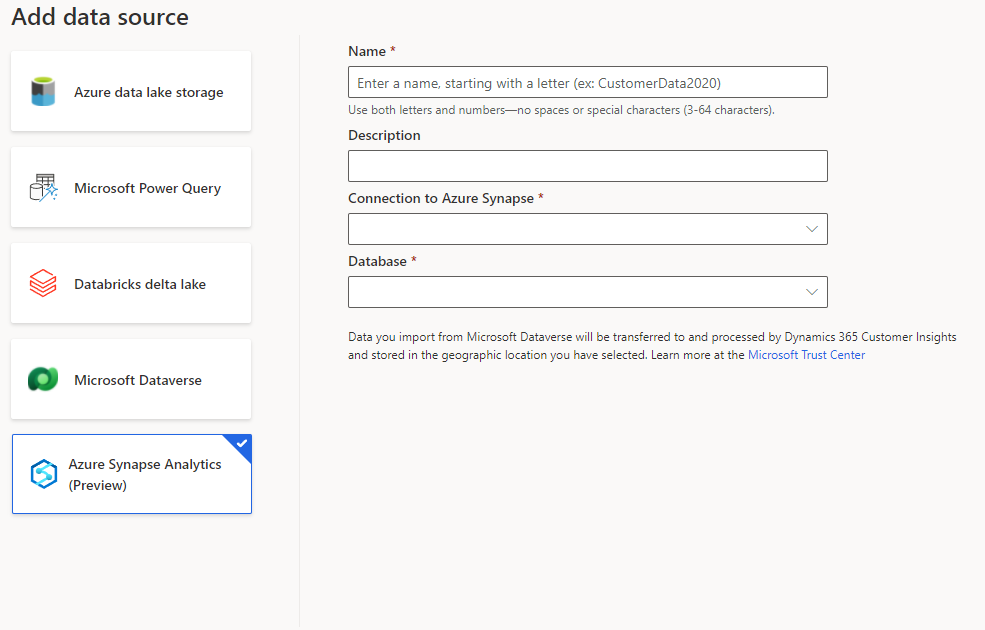 Add data source
Azure data lake storage
Microsoft Power Query
Databricks delta lake
Microsoft Dataverse
Azure Synapse Analytics
(Preview)
Name *
Enter a name, starting with a letter (ex: CustomerData2020)
Use both letters and numbers—no spaces or special characters (3-64 characters).
Description
Connection to Azure Synapse *
Database *
Data you import from Microsoft Dataverse will be transferred to and processed by Dynamics 365 Customer Insights
and stored in the geographic location you have selected. Learn more at the Microsoft Trust Center